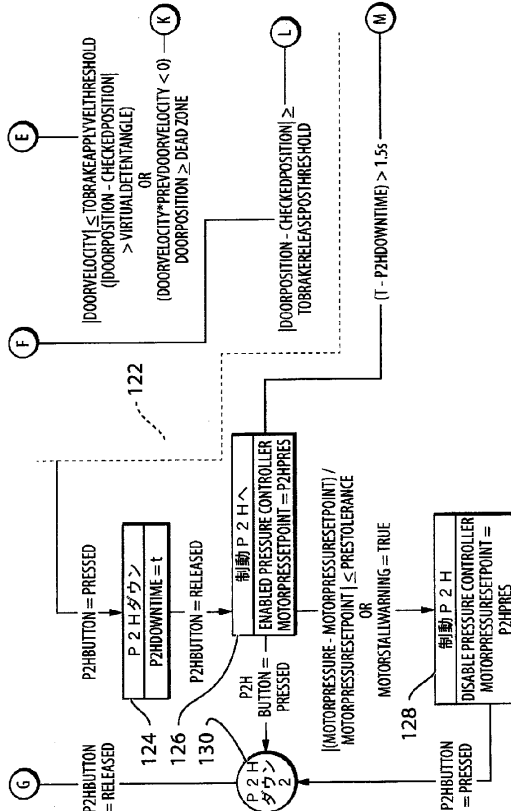 G
P2HBUTTON
= RELEASED
P2HBUTTON = PRESSED
124
P2Hダウン
P2HDOWNTIME = t
122
P2HBUTTON = RELEASED
126
制動P2Hへ
ENABLED PRESSURE CONTROLLER
MOTORPRESSETPOINT = P2HPRES
130
P2H
ダウン
2
P2H
BUTTON =
PRESSED
|(MOTORPRESSURE - MOTORPRESSURESETPOINT) /
MOTORPRESSURESETPOINT| ≤ PRESTOLERANCE
OR
MOTORSTALLWARNING = TRUE
128
制動P2H
DISABLE PRESSURE CONTROLLER
MOTORPRESSURESETPOINT =
P2HPRES
P2HBUTTON
= PRESSED
F
E
|DOORVELOCITY| ≤ TOBRAKEAPPLYVELTHRESHOLD
(|DOORPOSITION - CHECKEDPOSITION|
> VIRTUALDETENTANGLE)
OR
(DOORVELOCITY*PREVDOORVELOCITY < 0)
DOORPOSITION ≥ DEAD ZONE
K
|DOORPOSITION - CHECKEDPOSITION| ≥
TOBRAKERELEASEPOSTHRESHOLD
L
(T - P2HDOWNTIME) > 1.5s
M